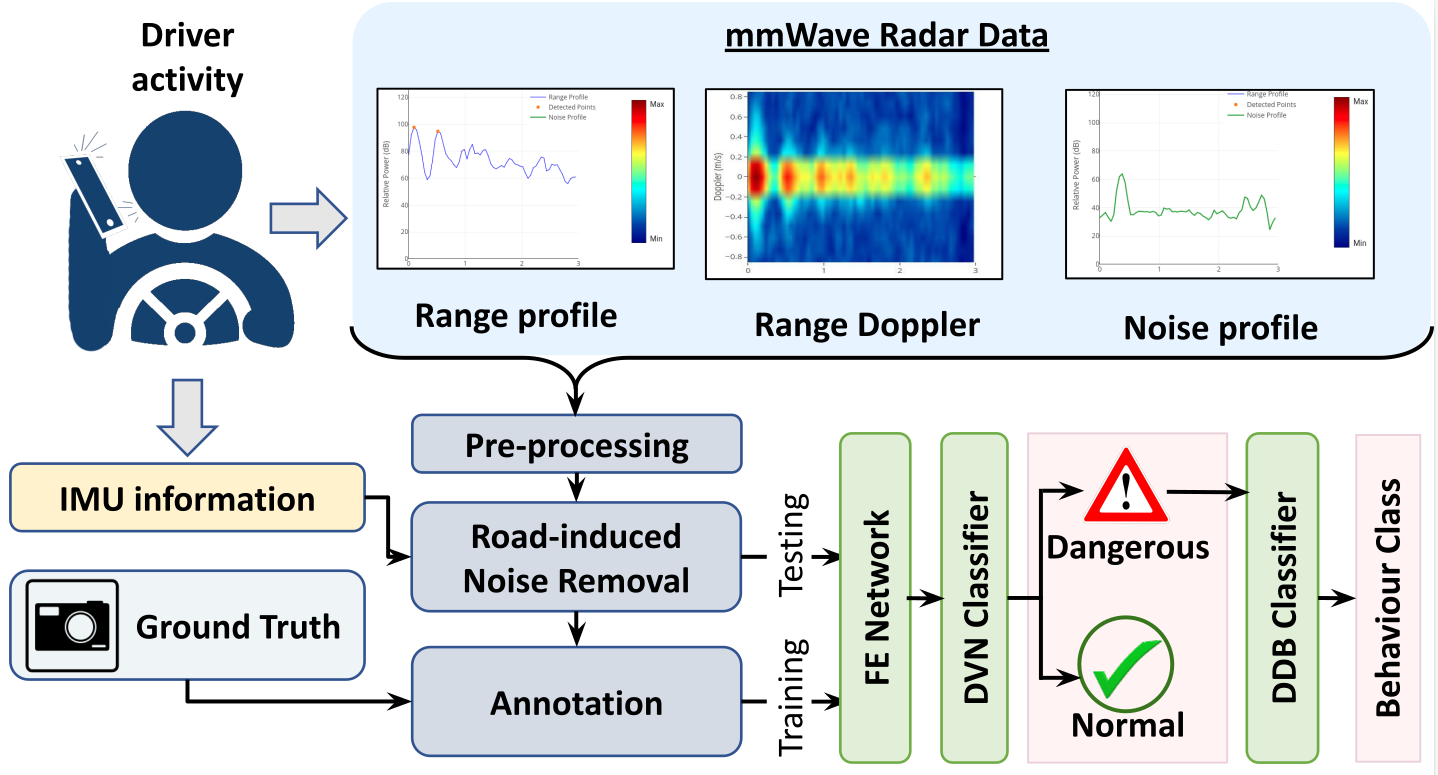 Driver
activity
mmWave Radar Data
Range Profile
Detected Points
Noise Profile
Relative Power (dB)
120
100
80
60
40
20
0
0 1 2 3
Max
Min
Doppler (m/s)
0.8
0.6
0.4
0.2
0
−0.2
−0.4
−0.6
−0.8
0 1 2 3
Range Profile
Detected Points
Noise Profile
Relative Power (dB)
120
100
80
60
40
20
0
0 1 2 3
Max
Min
Range profile
Range Doppler
Noise profile
Pre-processing
IMU information
Road-induced
Noise Removal
Ground Truth
Annotation
Testing
Training
FE Network
DVN Classifier
Dangerous
Normal
DDB Classifier
Behaviour Class